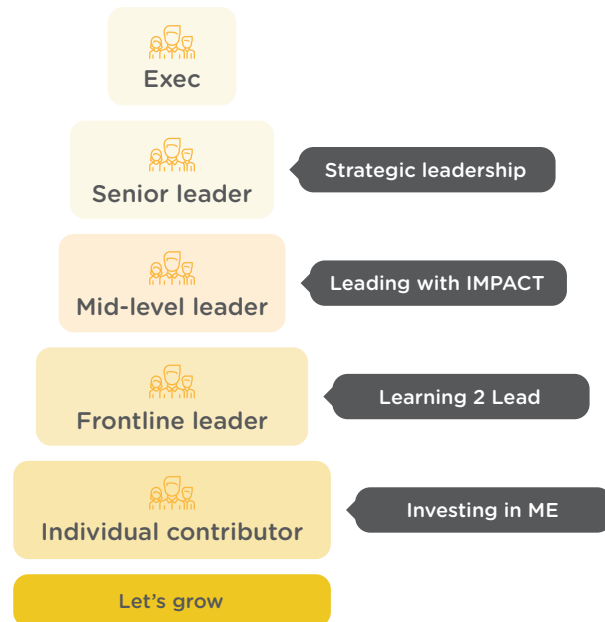 Exec
Senior leader
Strategic leadership
Mid-level leader
Leading with IMPACT
Frontline leader
Learning 2 Lead
Individual contributor
Investing in ME
Let's grow